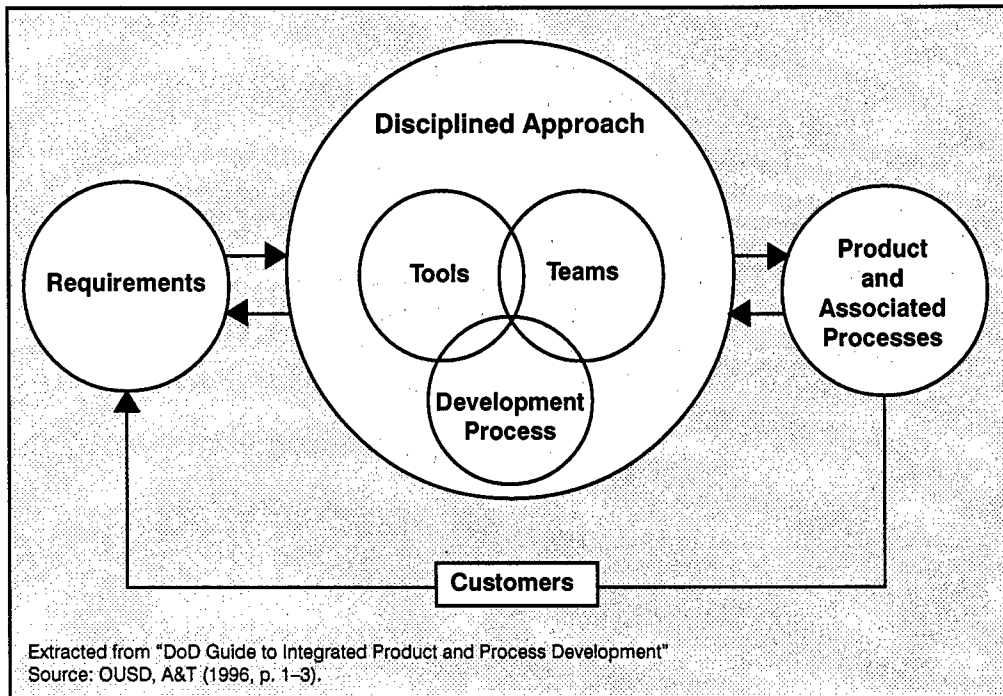 Disciplined Approach
Requirements
Tools
Teams
Development
Process
Product
and
Associated
Processes
Customers
Extracted from "DoD Guide to Integrated Product and Process Development"
Source: OUSD, A&T (1996, p. 1–3).